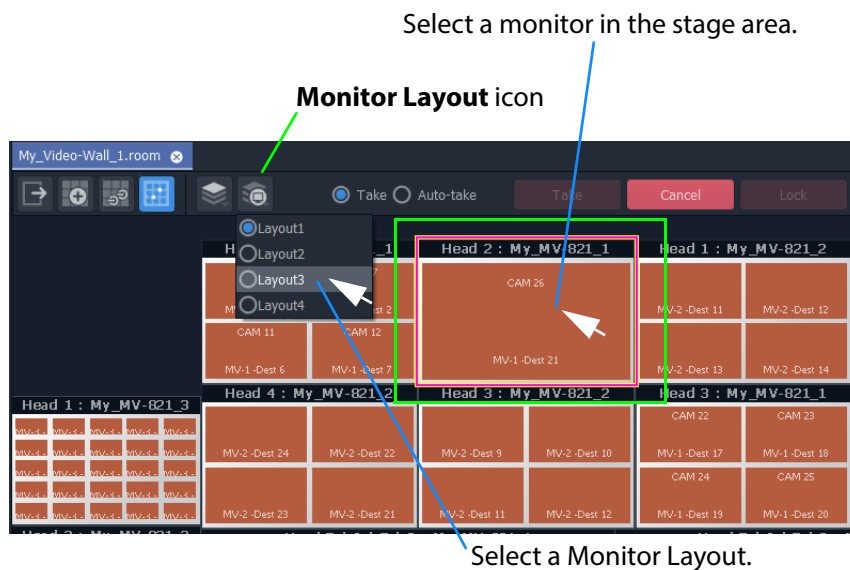 Select a monitor in the stage area.
Monitor Layout icon
My_Video-Wall_1.room
Take Auto-take Take Cancel Lock
Layout1
Layout2
Layout3
Layout4
Head 2 : My_MV-821_1 Head 1 : My_MV-821_2
CAM 26
MV-2 -Dest 11 MV-2 -Dest 12
CAM 11 CAM 12
MV-1 -Dest 21
MV-1 -Dest 6 MV-1 -Dest 7 MV-2 -Dest 13 MV-2 -Dest 14
Head 4 : My_MV-821_2 Head 3 : My_MV-821_2 Head 3 : My_MV-821_1
Head 1 : My_MV-821_3
CAM 22 CAM 23
MV-2 -Dest 24 MV-2 -Dest 22 MV-2 -Dest 9 MV-2 -Dest 10 MV-1 -Dest 17 MV-1 -Dest 18
CAM 24 CAM 25
MV-2 -Dest 23 MV-2 -Dest 21 MV-2 -Dest 11 MV-2 -Dest 12 MV-1 -Dest 19 MV-1 -Dest 20
Select a Monitor Layout.